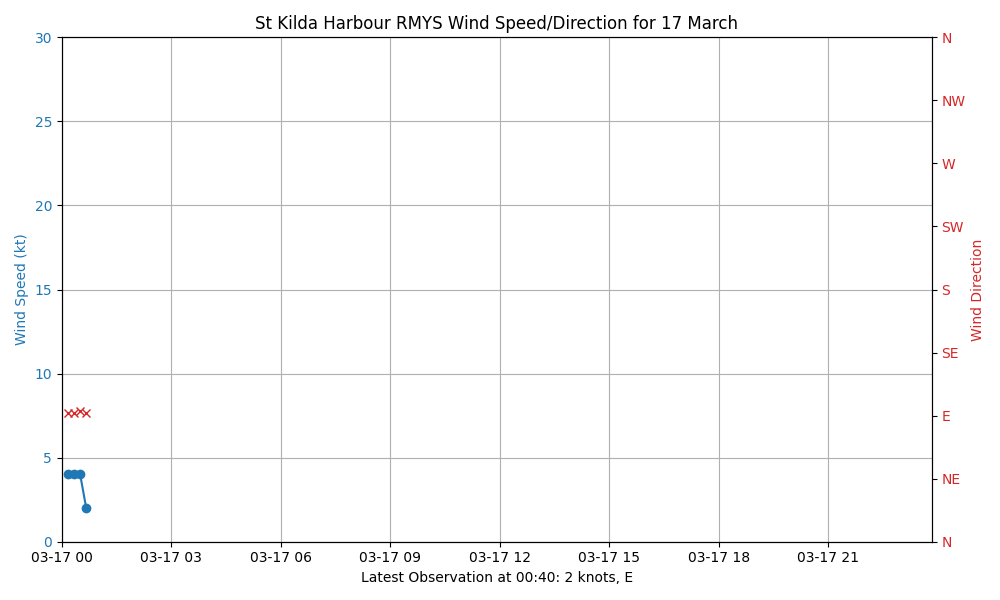 St Kilda Harbour RMYS Wind Speed/Direction for 17 March
30
25
20
15
10
5
0
Wind Speed (kt)
N
NW
W
SW
S
SE
E
NE
N
Wind Direction
03-17 00 03-17 03 03-17 06 03-17 09 03-17 12 03-17 15 03-17 18 03-17 21
Latest Observation at 00:40: 2 knots, E